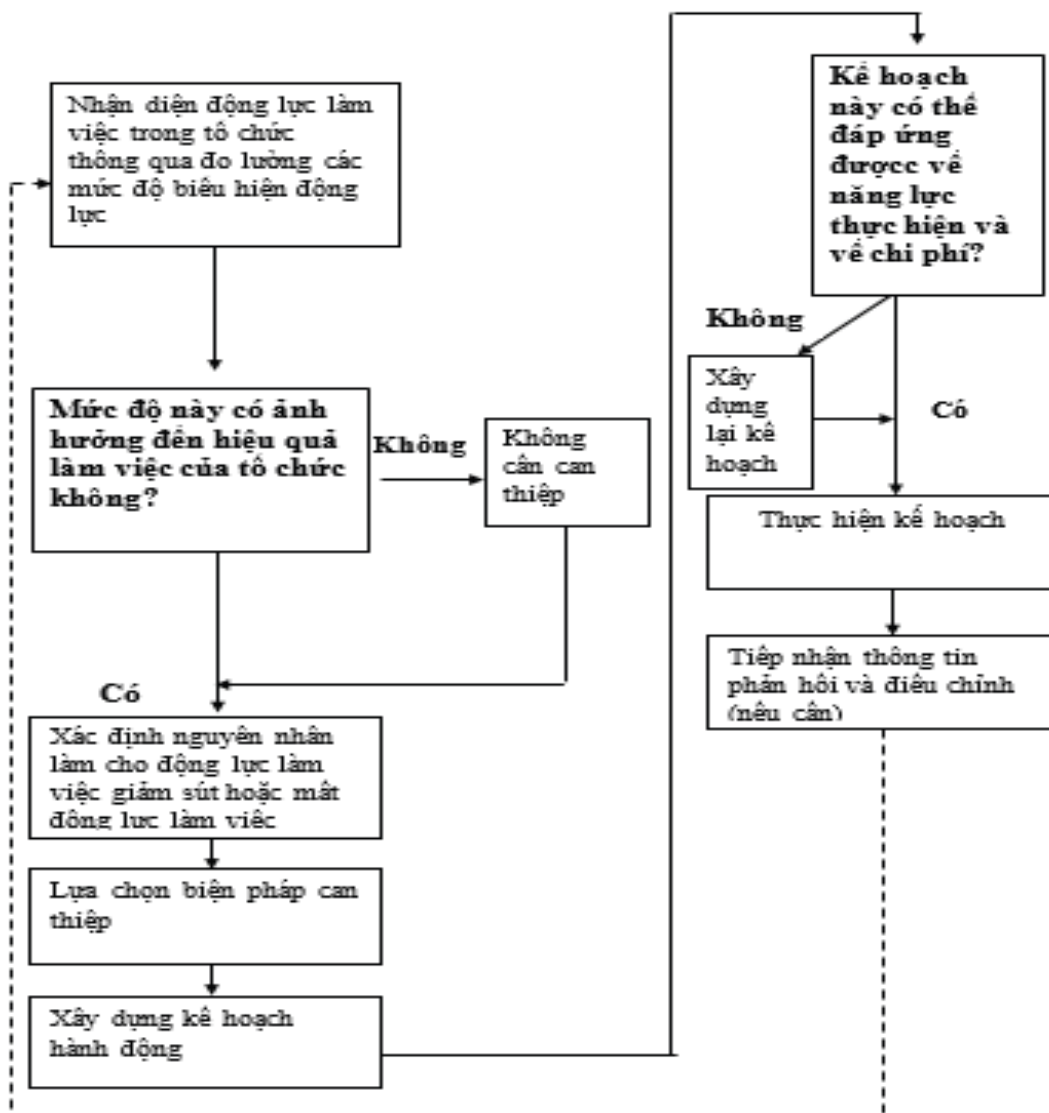 Nhận diện động lực làm
việc trong tổ chức
thông qua đo lường các
mức độ biểu hiện động
lực
Mức độ này có ảnh
hưởng đến hiệu quả
làm việc của tổ chức
không?
Không
Không
cần can
thiệp
Có
Xác định nguyên nhân
làm cho động lực làm
việc giảm sút hoặc mất
động lực làm việc
Lựa chọn biện pháp can
thiệp
Xây dựng kế hoạch
hành động
Kế hoạch
này có thể
đáp ứng
đượcc về
năng lực
thực hiện và
về chi phí?
Không
Xây
dựng
lại kế
hoạch
Có
Thực hiện kế hoạch
Tiếp nhận thông tin
phản hồi và điều chỉnh
(nếu cần)